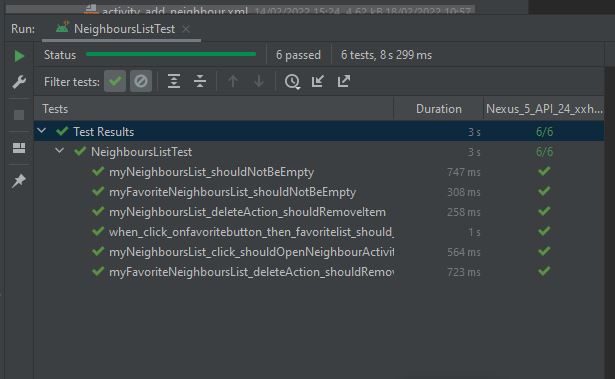 activity_add_neighbour.xml 14/02/2022 15:24, 4.62 kB 18/02/2022 10:57
Run: NeighboursListTest
Status 6 passed 6 tests, 8 s 299 ms
Filter tests:
Tests Duration Nexus_5_API_24_xxh...
Test Results 3 s 6/6
NeighboursListTest 3 s 6/6
myNeighboursList_shouldNotBeEmpty 747 ms
myFavoriteNeighboursList_shouldNotBeEmpty 308 ms
myNeighboursList_deleteAction_shouldRemoveItem 258 ms
when_click_onfavoritebutton_then_favoritelist_should_ 1 s
myNeighboursList_click_shouldOpenNeighbourActivit 564 ms
myFavoriteNeighboursList_deleteAction_shouldRemov 723 ms